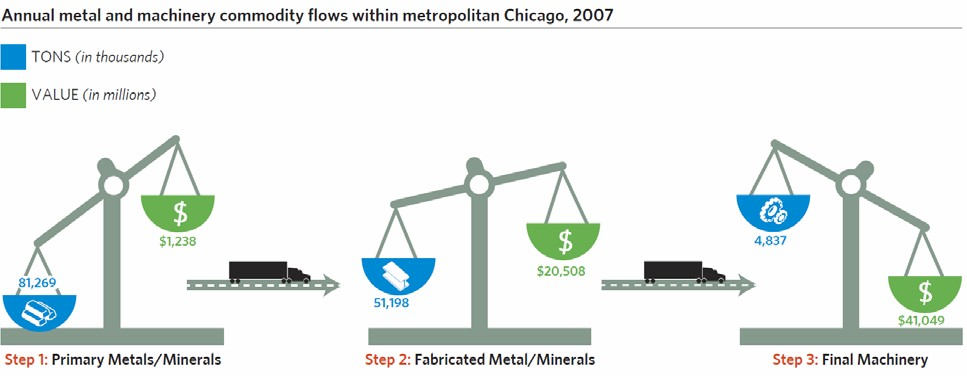 Annual metal and machinery commodity flows within metropolitan Chicago, 2007
TONS (in thousands)
VALUE (in millions)
$
$1,238
81,269
Step 1: Primary Metals/Minerals
$
$20,508
51,198
Step 2: Fabricated Metal/Minerals
4,837
$
$41,049
Step 3: Final Machinery